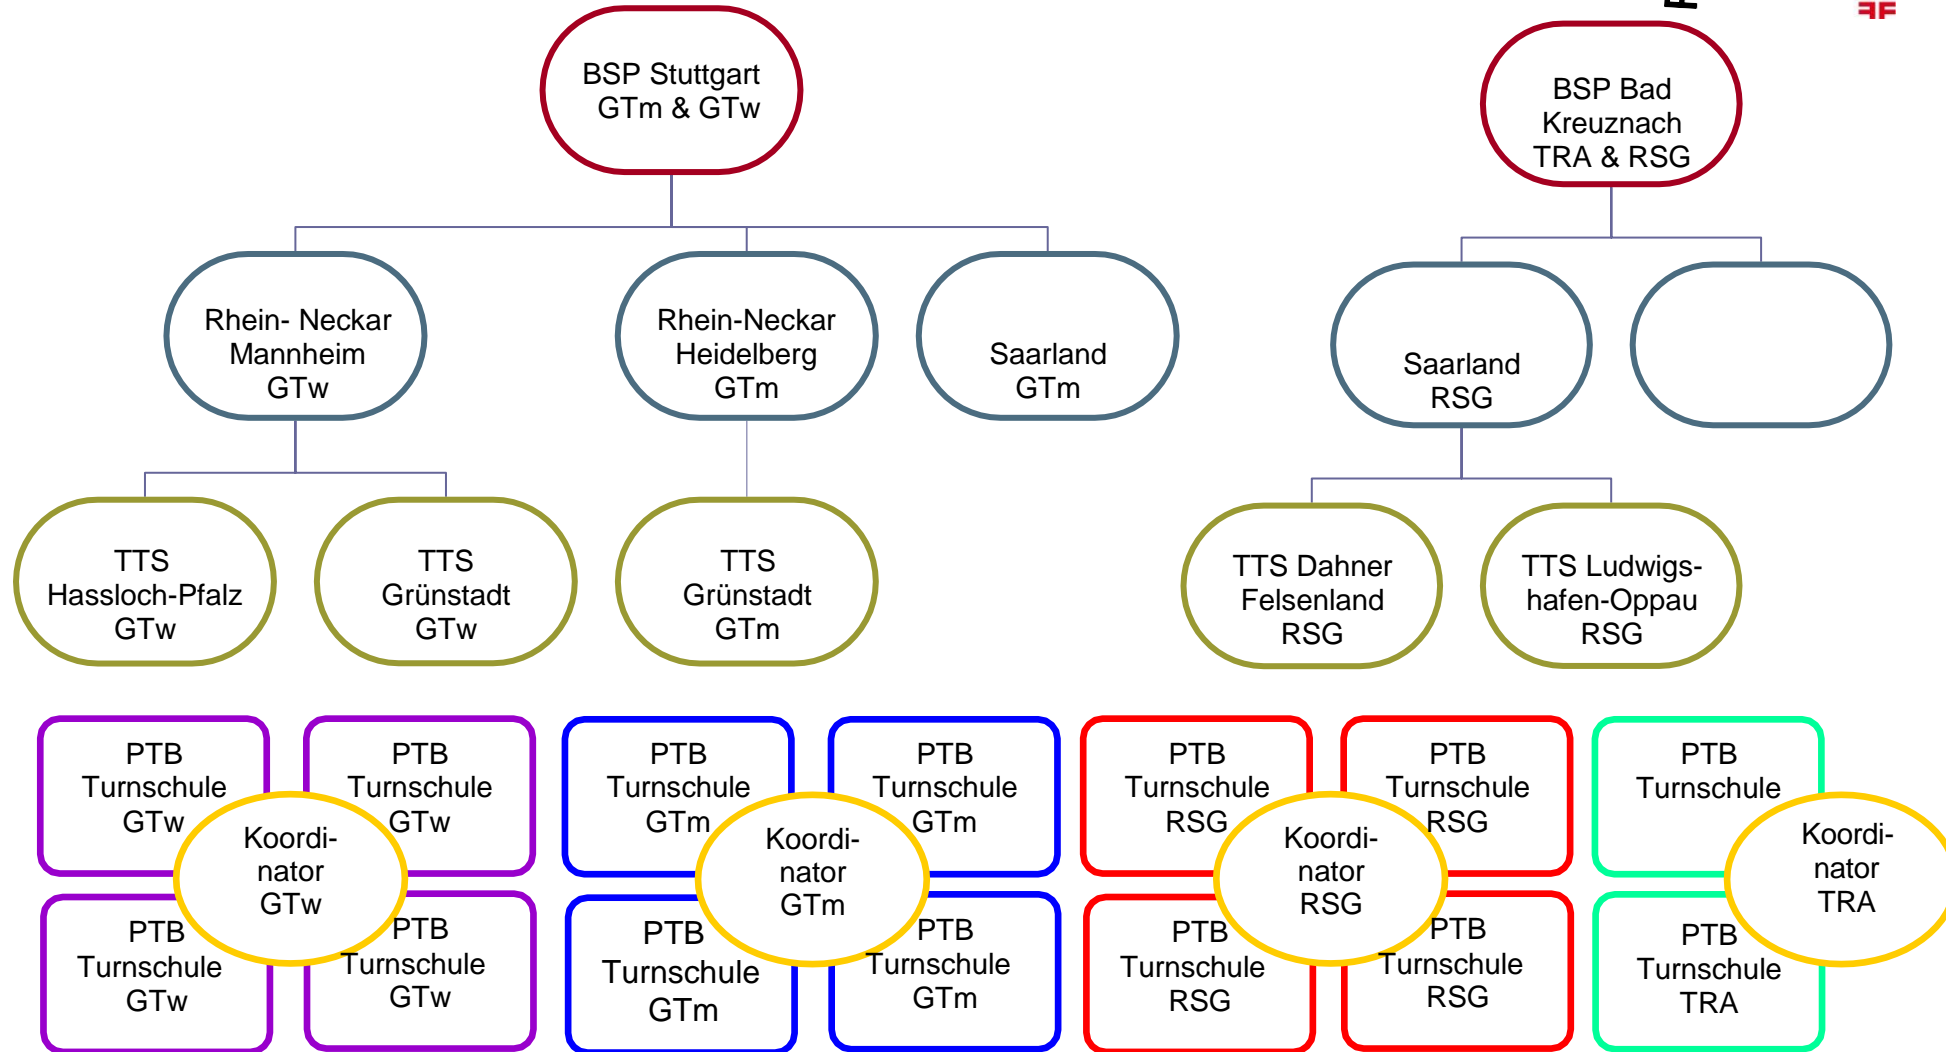 BSP Stuttgart
GTm & GTw
BSP Bad
Kreuznach
TRA & RSG
Rhein- Neckar
Mannheim
GTw
Rhein-Neckar
Heidelberg
GTm
Saarland
GTm
Saarland
RSG
TTS
Hassloch-Pfalz
GTw
TTS
Grünstadt
GTw
TTS
Grünstadt
GTm
TTS Dahner
Felsenland
RSG
TTS Ludwigs-
hafen-Oppau
RSG
PTB
Turnschule
GTw
PTB
Turnschule
GTw
Koordi-
nator
GTw
PTB
Turnschule
GTw
PTB
Turnschule
GTw
PTB
Turnschule
GTm
PTB
Turnschule
GTm
Koordi-
nator
GTm
PTB
Turnschule
GTm
PTB
Turnschule
GTm
PTB
Turnschule
RSG
PTB
Turnschule
RSG
Koordi-
nator
RSG
PTB
Turnschule
RSG
PTB
Turnschule
RSG
PTB
Turnschule
Koordi-
nator
TRA
PTB
Turnschule
TRA